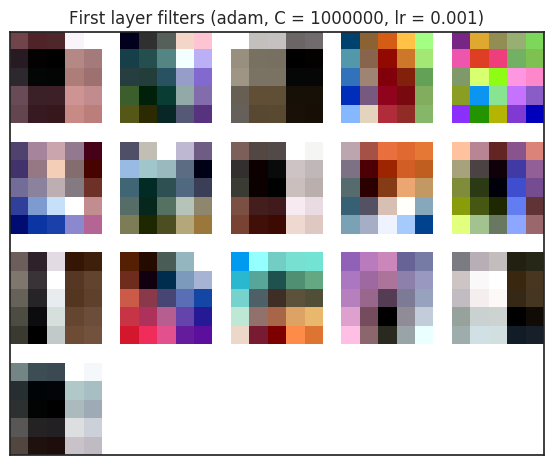 First layer filters (adam, C = 1000000, lr = 0.001)